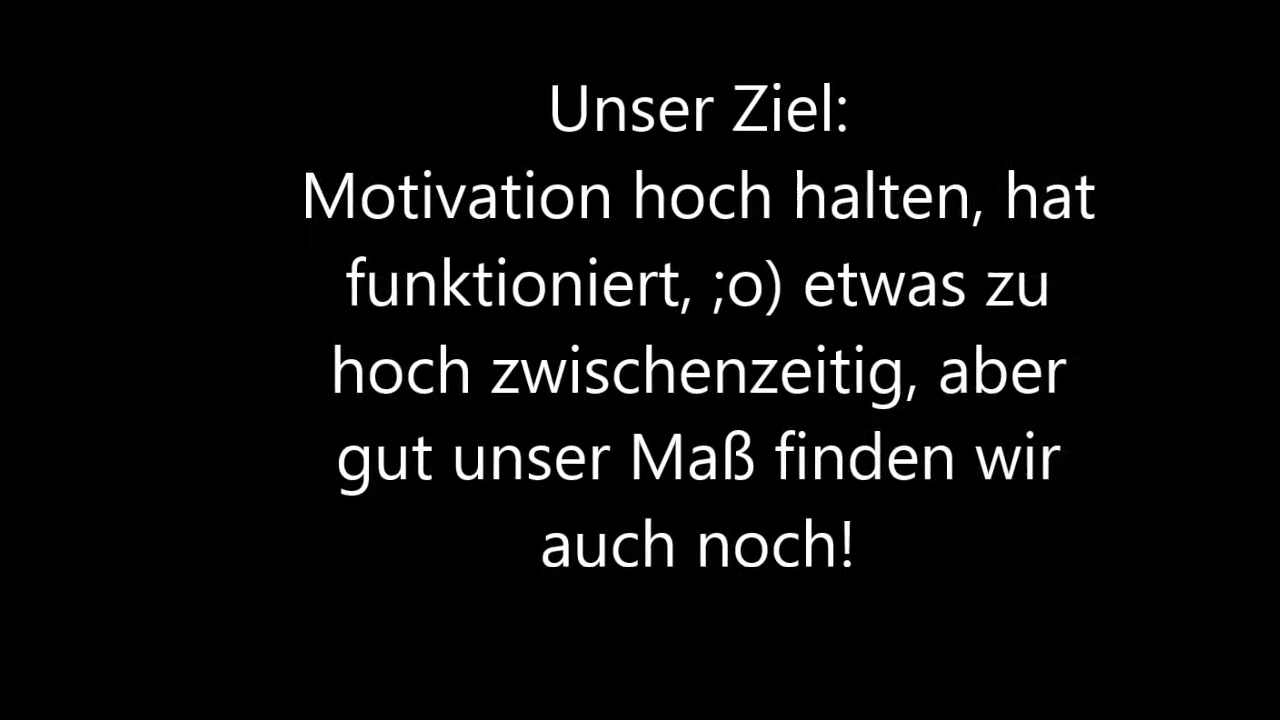 Unser Ziel:
Motivation hoch halten, hat
funktioniert, ;o) etwas zu
hoch zwischenzeitig, aber
gut unser Maß finden wir
auch noch!